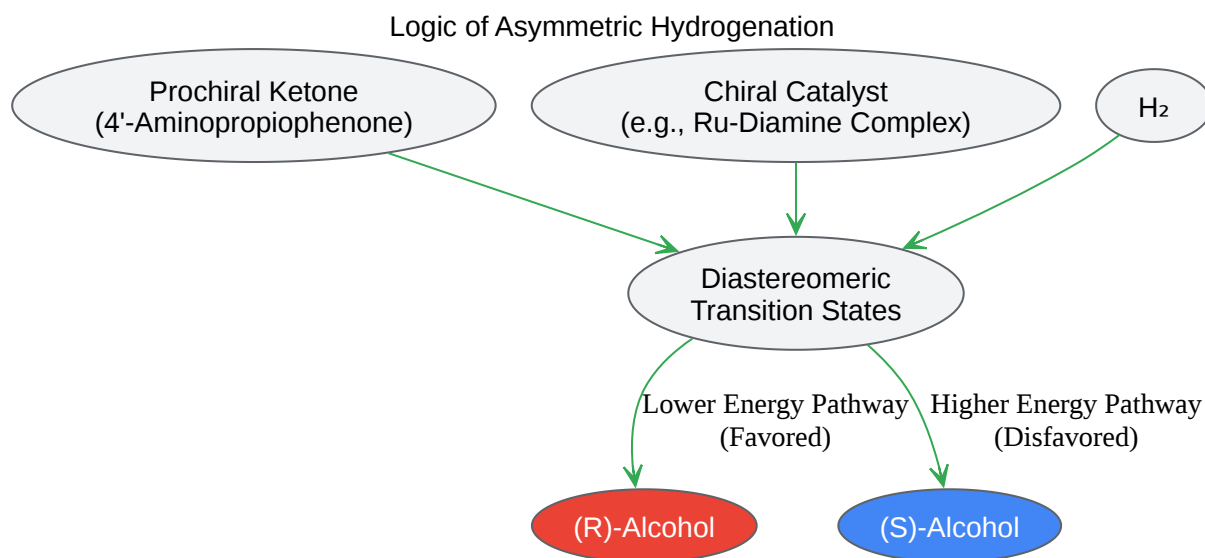 Logic of Asymmetric Hydrogenation
Prochiral Ketone
(4'-Aminopropiophenone)
Chiral Catalyst
(e.g., Ru-Diamine Complex)
H₂
Diastereomeric
Transition States
Lower Energy Pathway
(Favored)
Higher Energy Pathway
(Disfavored)
(R)-Alcohol
(S)-Alcohol